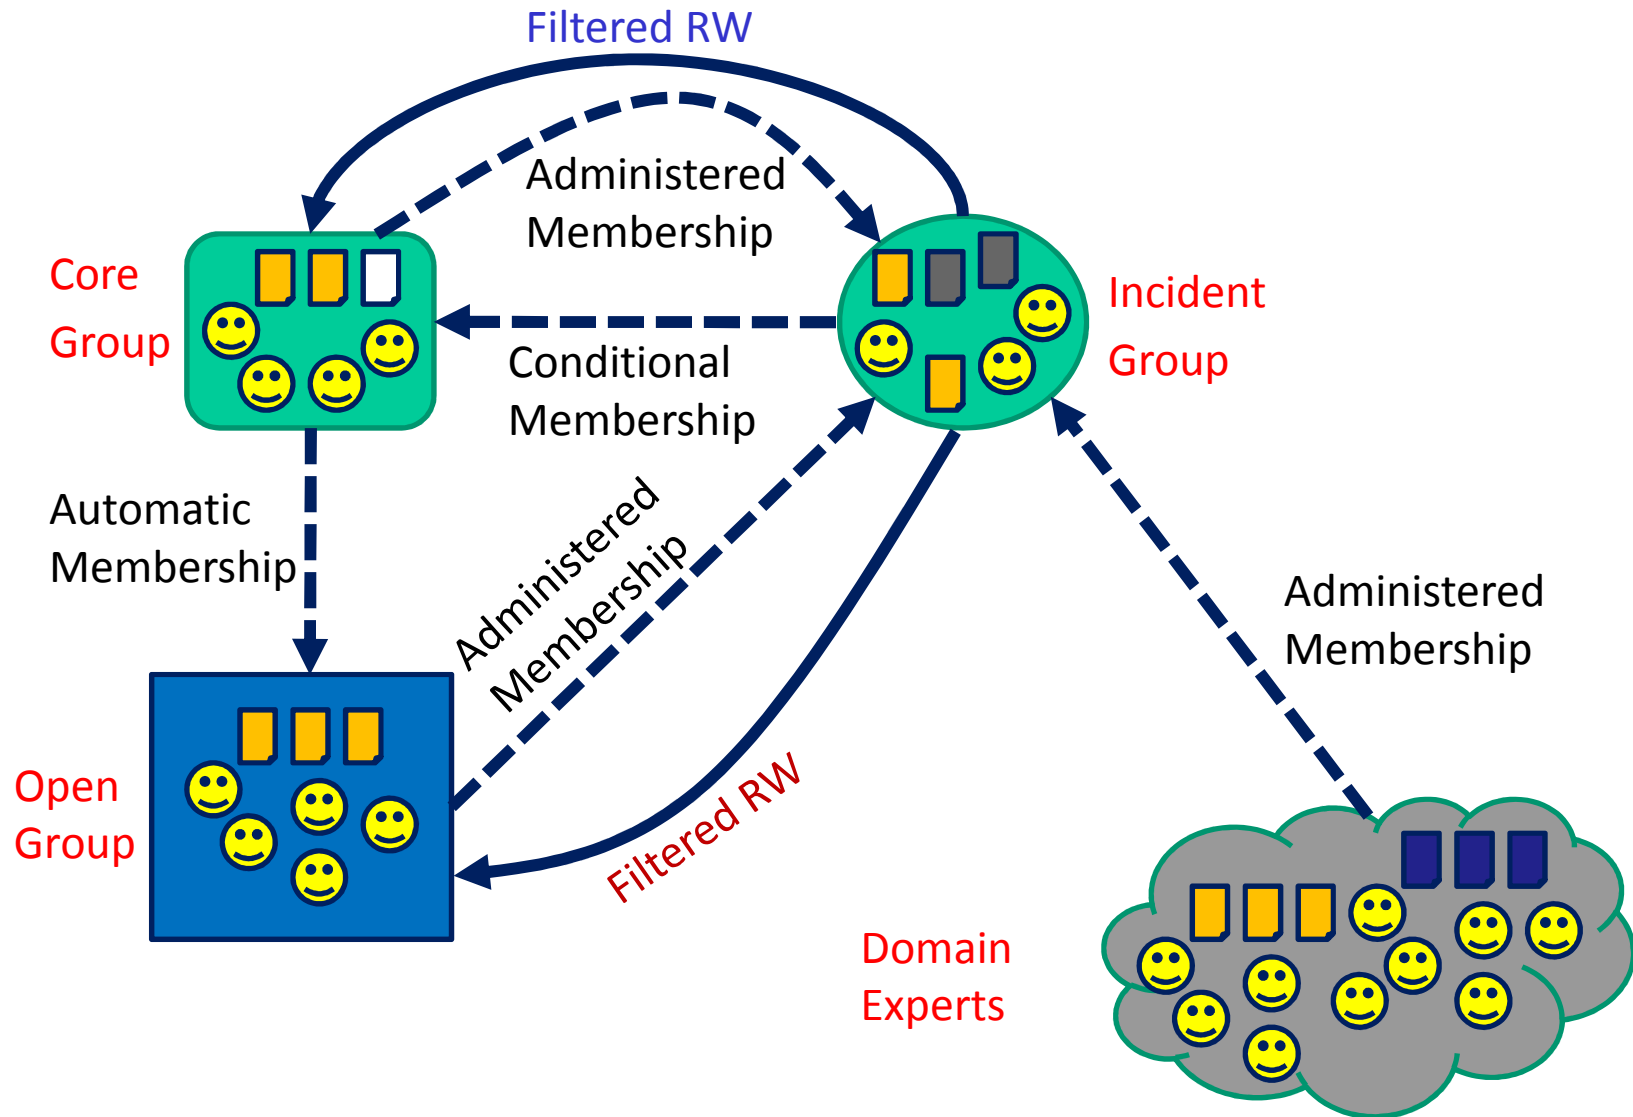 Filtered RW
Administered
Membership
Core
Group
Incident
Group
Conditional
Membership
Automatic
Membership
Administered
Membership
Administered
Membership
Open
Group
Filtered RW
Domain
Experts